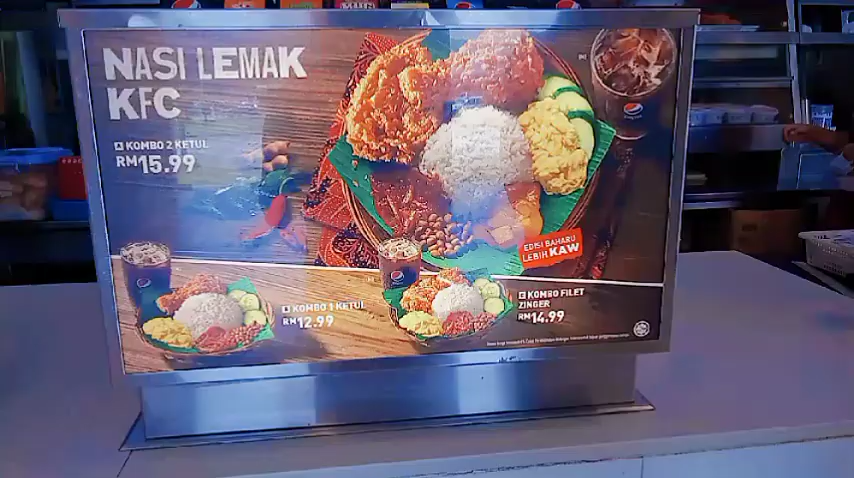 NASI LEMAK
KFC
KOMBO 2 KETUL
RM15.99
EDISI BAHARU
LEBIH KAW
KOMBO 1 KETUL
RM12.99
KOMBO FILET
ZINGER
RM14.99
pepsi